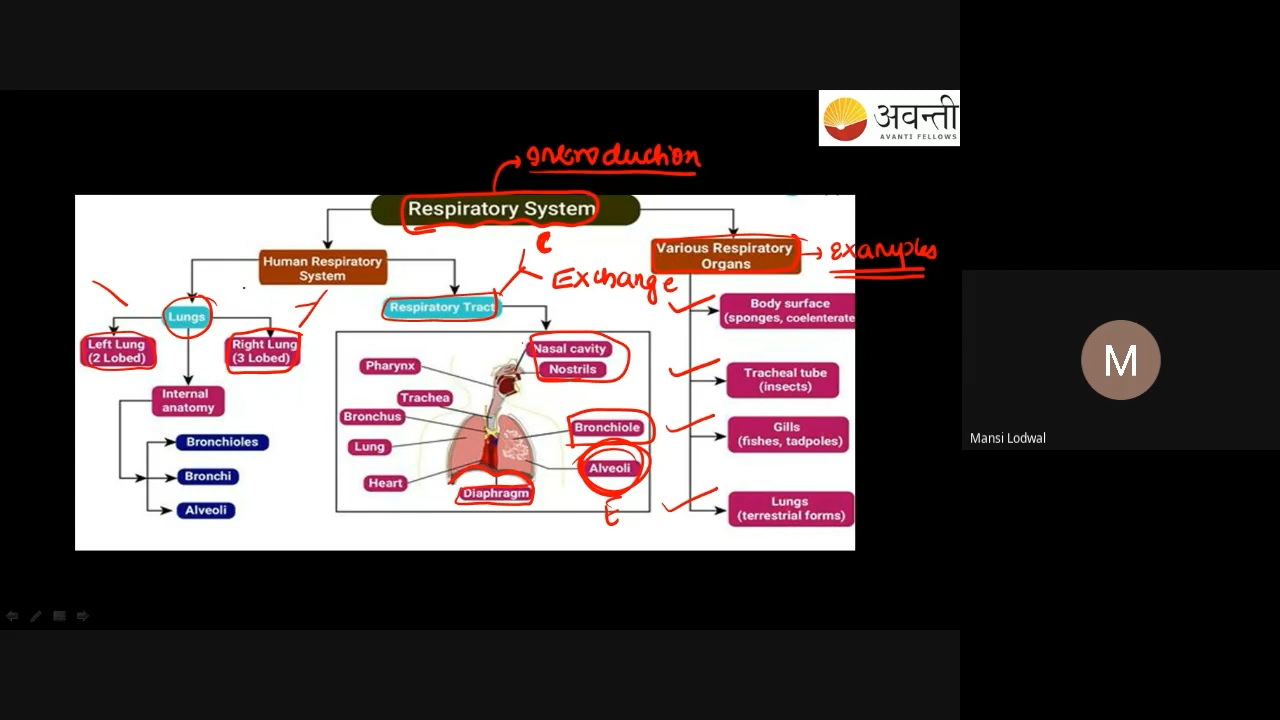 अवन्ती
AVANTI FELLOWS
Introduction
Respiratory System
Human Respiratory
System
C
Exchange
Various Respiratory
Organs
Examples
Lungs
Respiratory Tract
Left Lung
(2 Lobed)
Right Lung
(3 Lobed)
Internal
anatomy
Bronchioles
Bronchi
Alveoli
Nasal cavity
Nostrils
Pharynx
Trachea
Bronchus
Lung
Heart
Bronchiole
Alveoli
Diaphragm
E
Body surface
(sponges, coelenterate
Tracheal tube
(insects)
Gills
(fishes, tadpoles)
Lungs
(terrestrial forms)
M
Mansi Lodwal